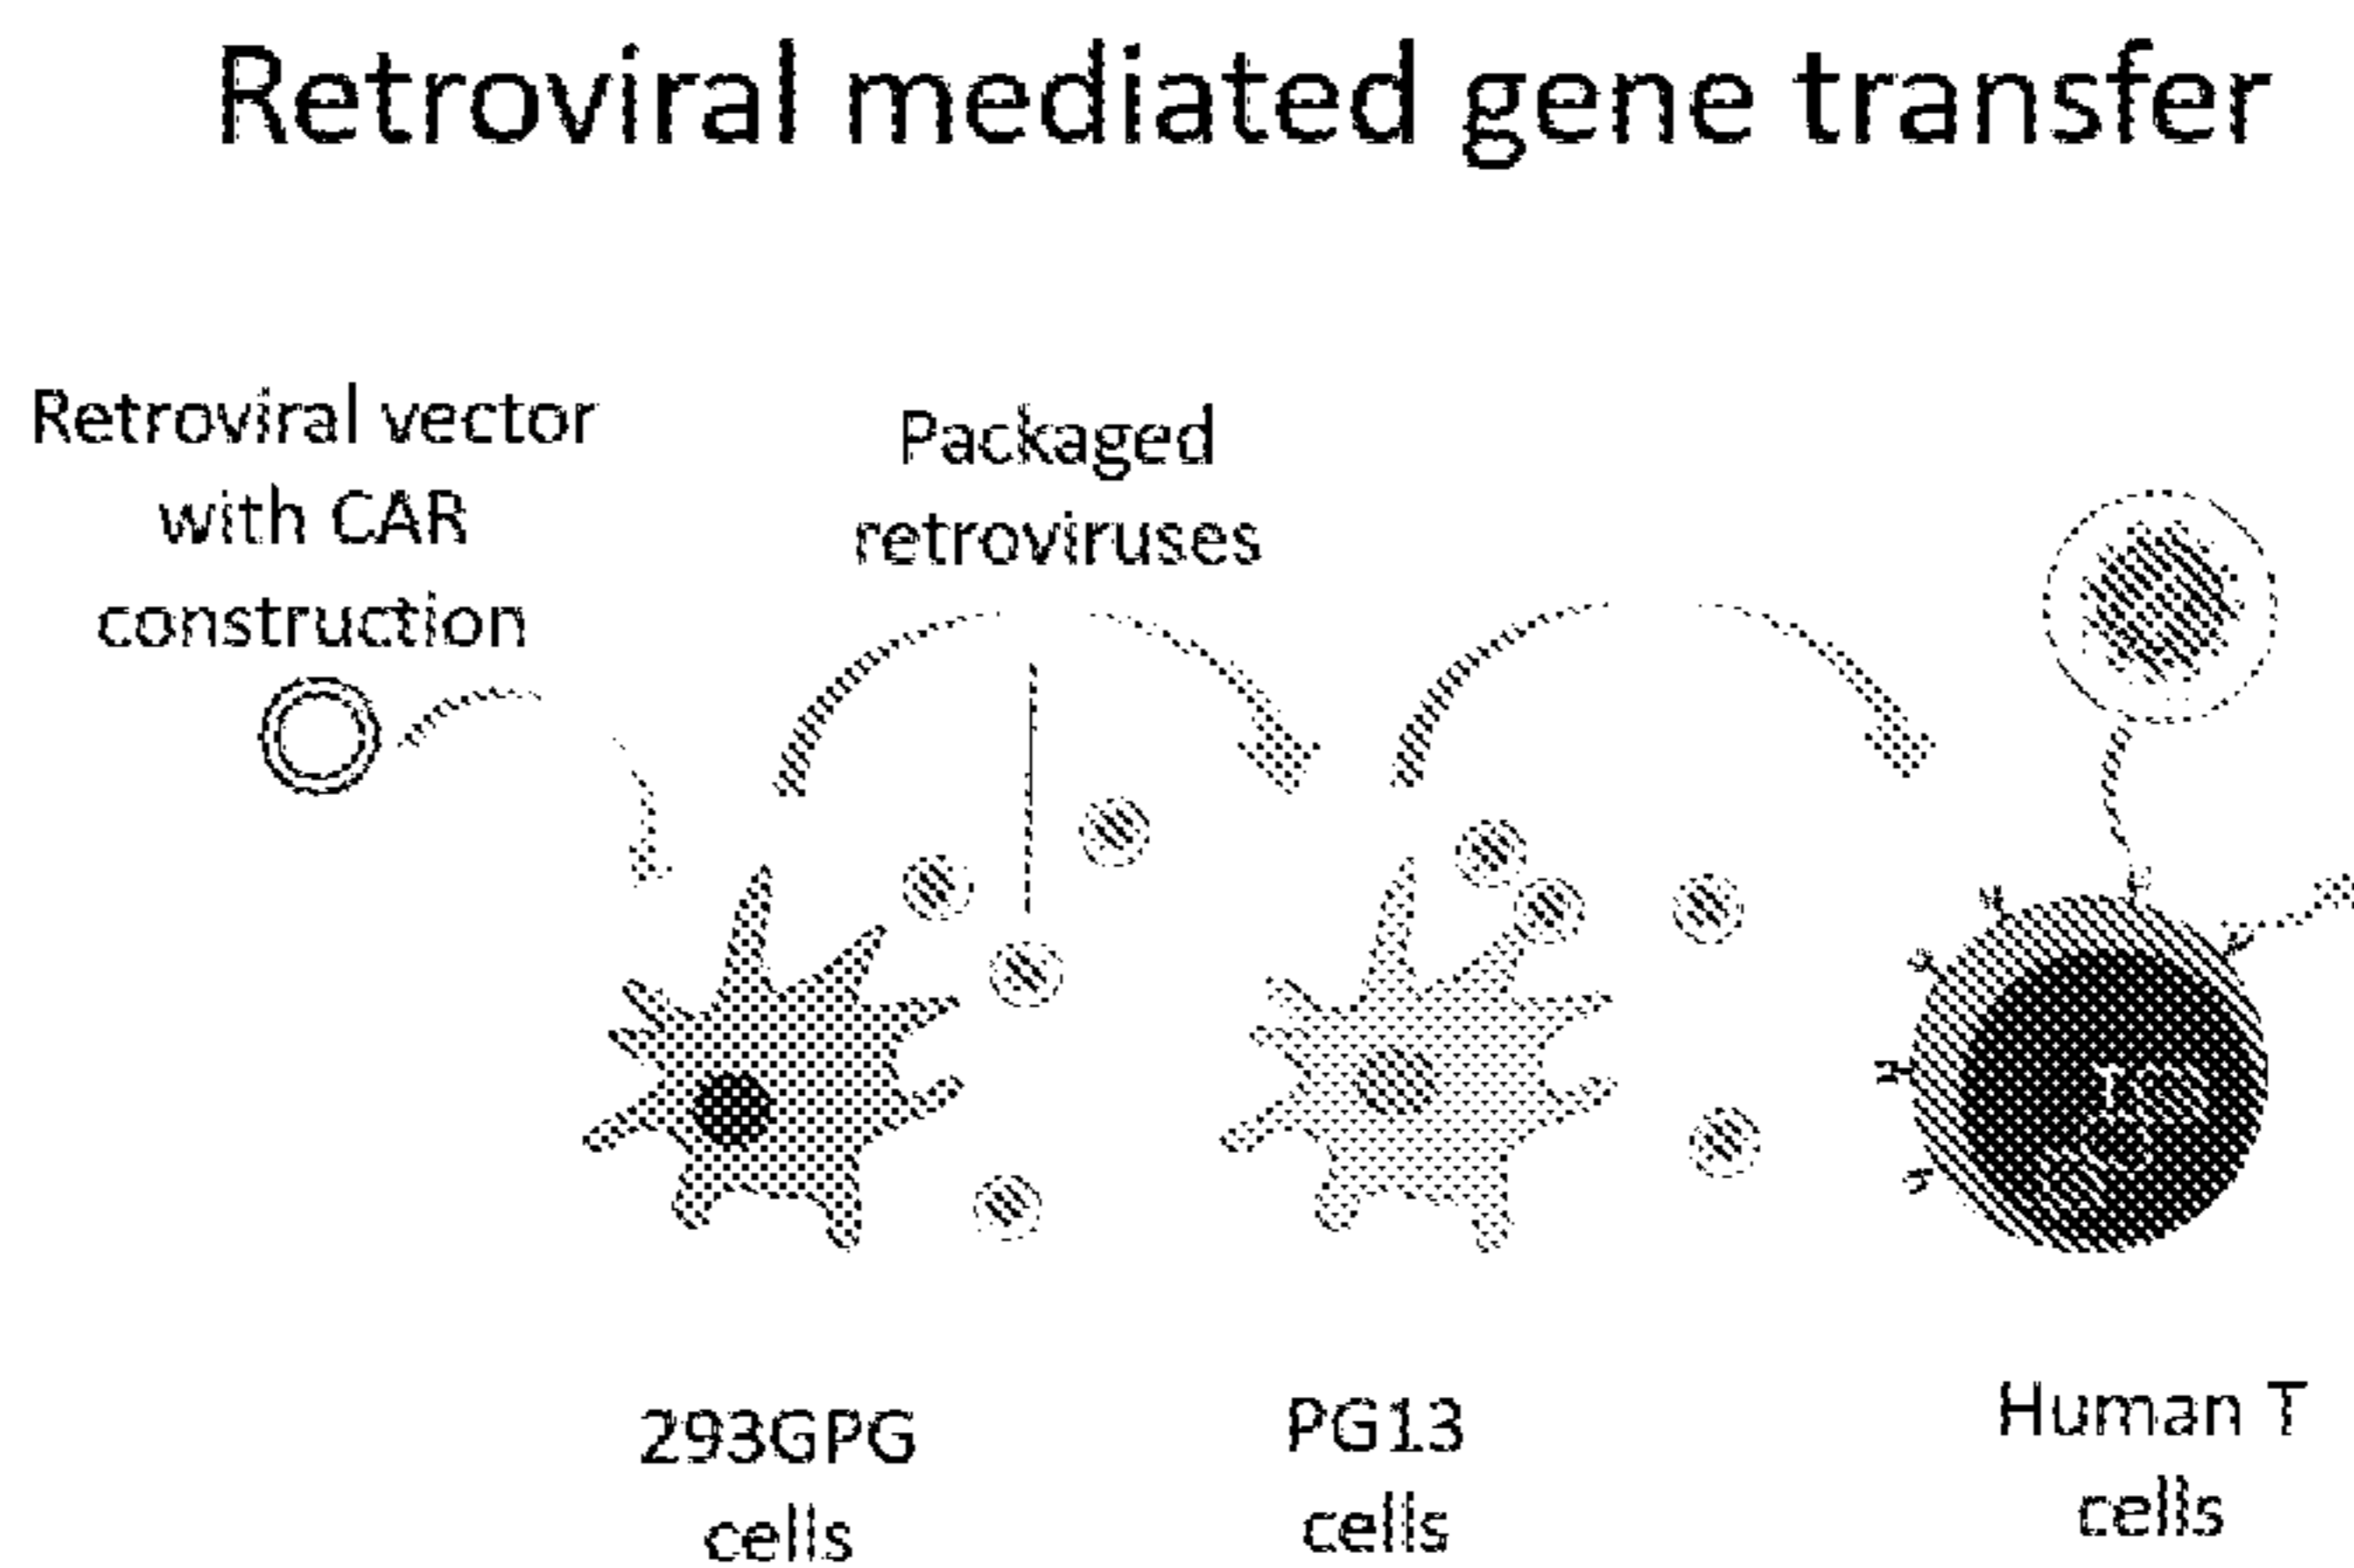 Retroviral mediated gene transfer
Retroviral vector
with CAR
construction
Packaged
retroviruses
293GPG
cells
PG13
cells
Human T
cells